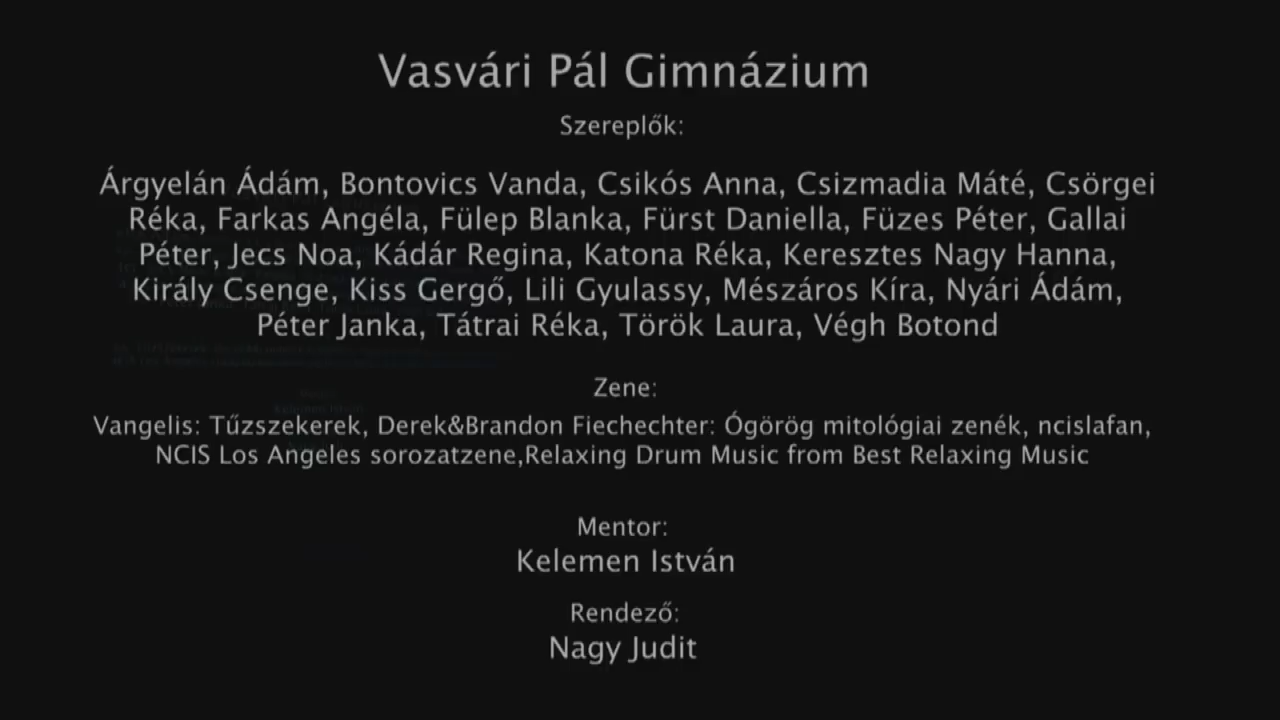 Vasvári Pál Gimnázium
Szereplők:
Árgyelán Ádám, Bontovics Vanda, Csikós Anna, Csizmadia Máté, Csörgei
Réka, Farkas Angéla, Fülep Blanka, Fürst Daniella, Füzes Péter, Gallai
Péter, Jecs Noa, Kádár Regina, Katona Réka, Keresztes Nagy Hanna,
Király Csenge, Kiss Gergő, Lili Gyulassy, Mészáros Kíra, Nyári Ádám,
Péter Janka, Tátrai Réka, Török Laura, Végh Botond
Zene:
Vangelis: Tűzszekerek, Derek&Brandon Fiechechter: Ógörög mitológiai zenék, ncislafan,
NCIS Los Angeles sorozatzene,Relaxing Drum Music from Best Relaxing Music
Mentor:
Kelemen István
Rendező:
Nagy Judit